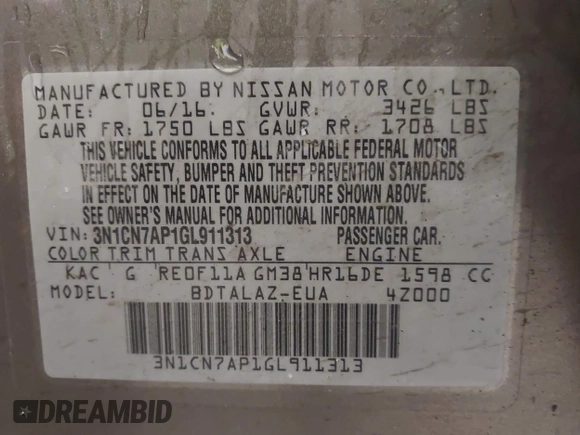 MANUFACTURED BY NISSAN MOTOR CO., LTD.
DATE: 06/16. GVWR: 3426 LBS
GAWR FR: 1750 LBS GAWR RR: 1708 LBS
THIS VEHICLE CONFORMS TO ALL APPLICABLE FEDERAL MOTOR
VEHICLE SAFETY, BUMPER AND THEFT PREVENTION STANDARDS
IN EFFECT ON THE DATE OF MANUFACTURE SHOWN ABOVE.
SEE OWNER'S MANUAL FOR ADDITIONAL INFORMATION.
VIN: 3N1CN7AP1GL911313 PASSENGER CAR.
COLOR TRIM TRANS AXLE ENGINE
KAC G RE0F11A GM38 HR16DE 1598 CC
MODEL: BDTALAZ-EUA 4Z000
3N1CN7AP1GL911313
DREAMBID